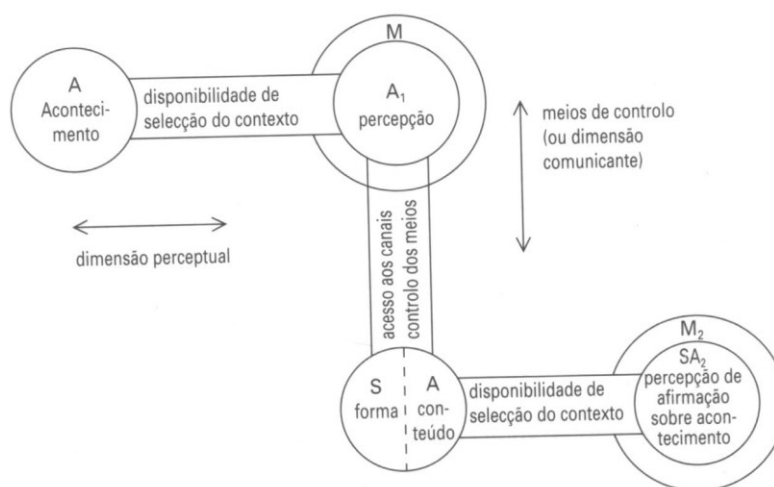 M
A
Aconteci-
mento
disponibilidade de
selecção do contexto
A₁
percepção
meios de controlo
(ou dimensão
comunicante)
dimensão perceptual
acesso aos canais
controlo dos meios
S
forma
A
con-
teúdo
disponibilidade de
selecção do contexto
M₂
SA₂
percepção de
afirmação
sobre acon-
tecimento